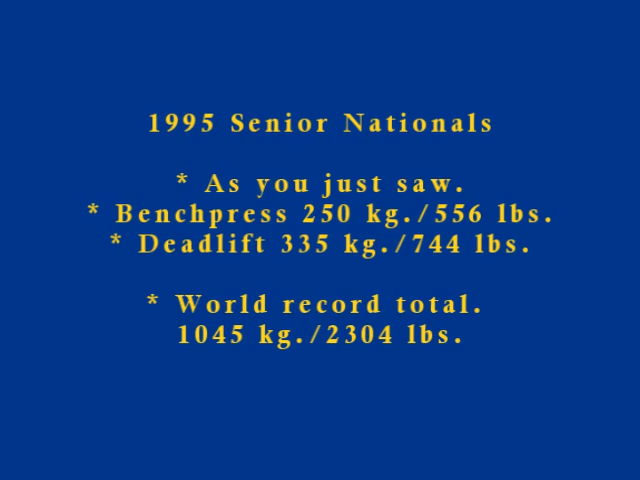 1995 Senior Nationals
* As you just saw.
* Benchpress 250 kg./556 lbs.
* Deadlift 335 kg./744 lbs.
* World record total.
1045 kg./2304 lbs.